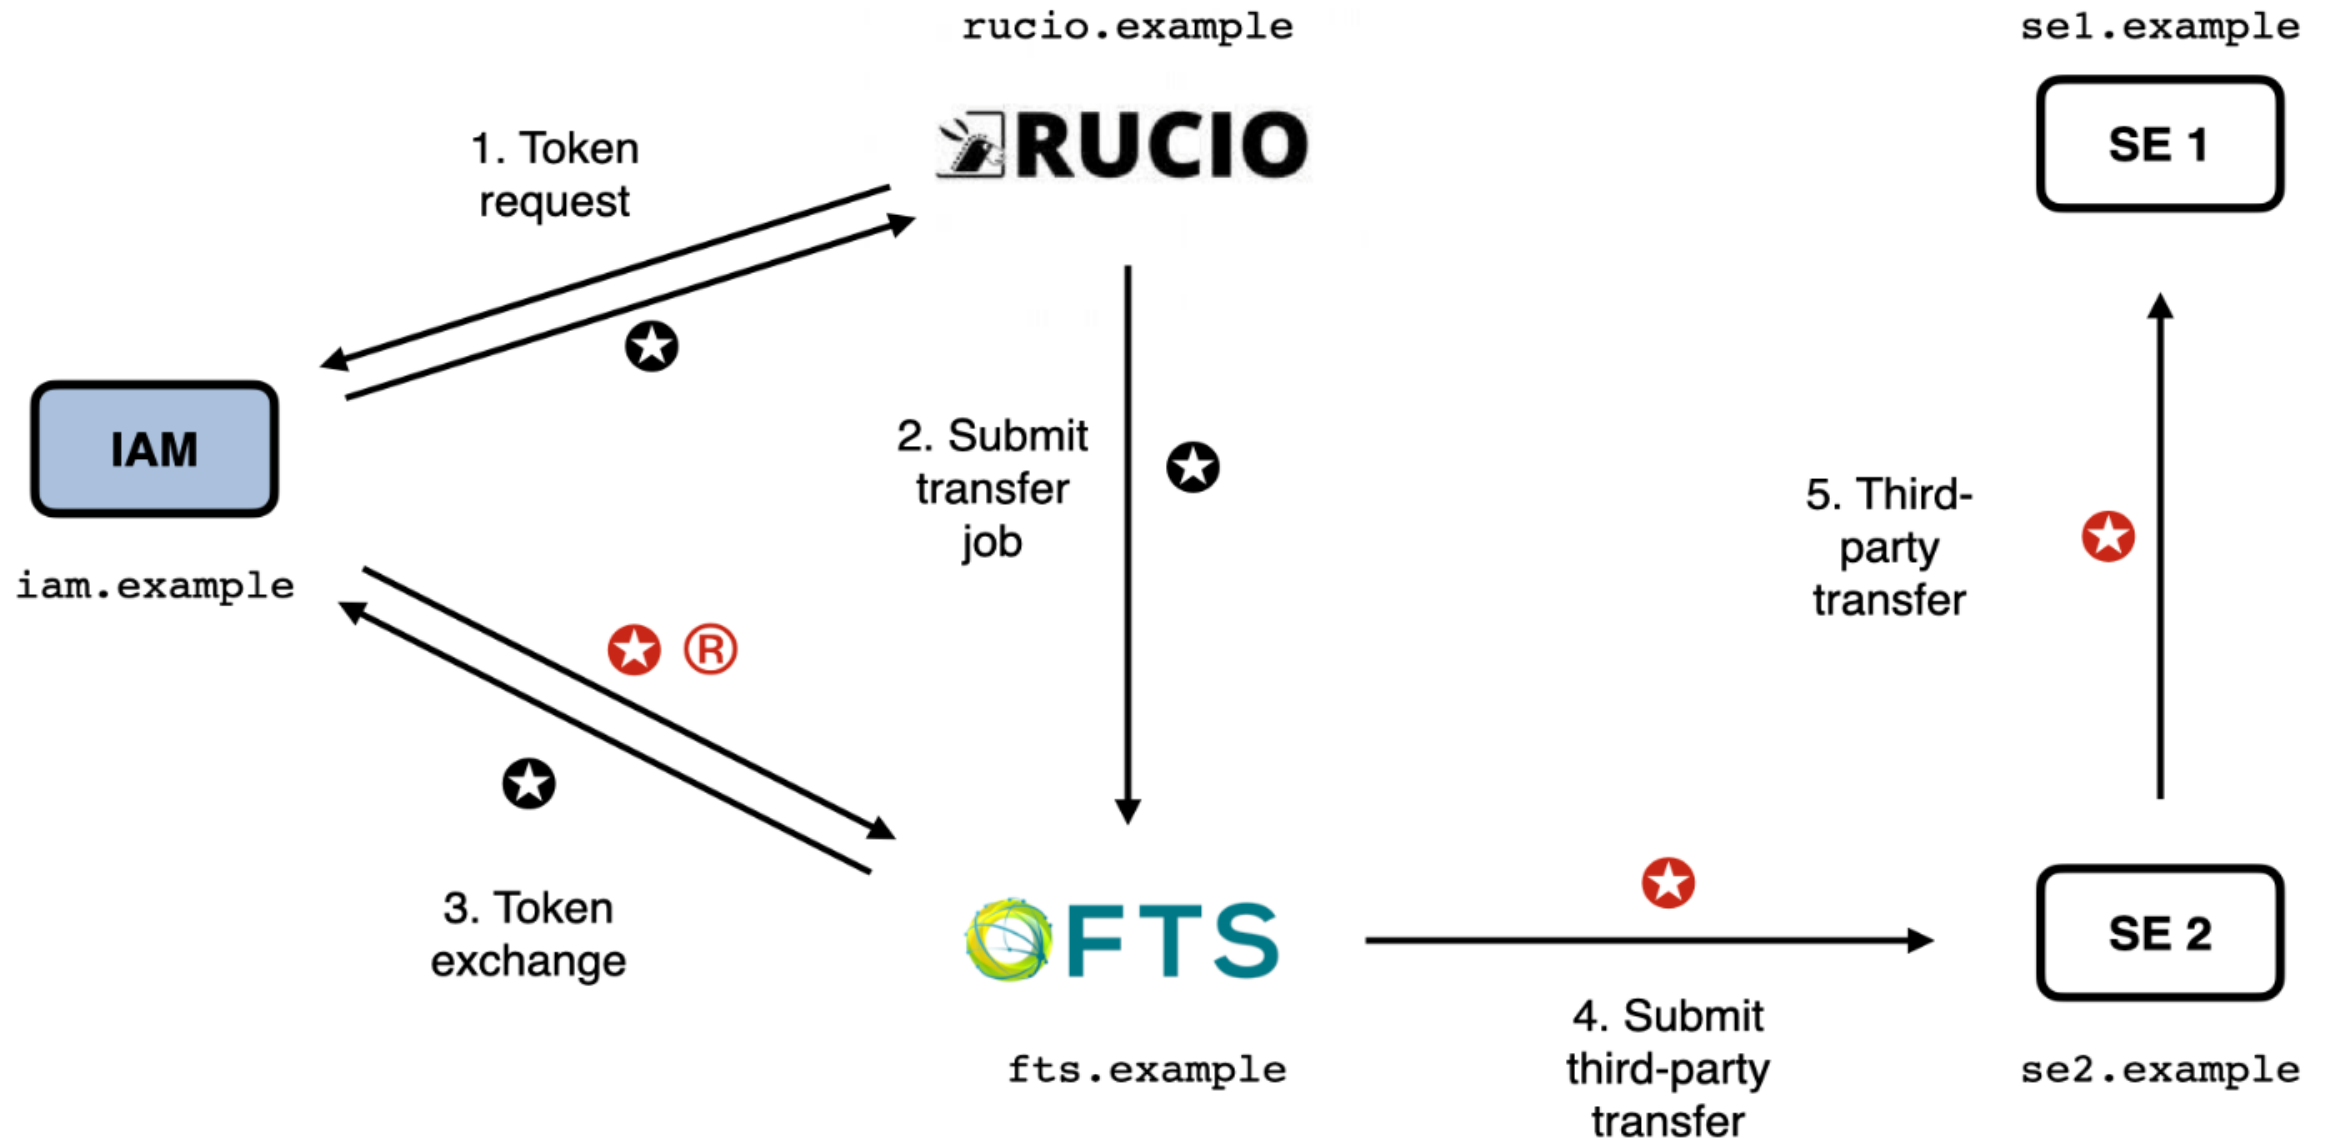 rucio.example
se1.example
RUCIO
SE 1
1. Token
request
IAM
iam.example
2. Submit
transfer
job
5. Third-
party
transfer
®
3. Token
exchange
FTS
fts.example
4. Submit
third-party
transfer
SE 2
se2.example